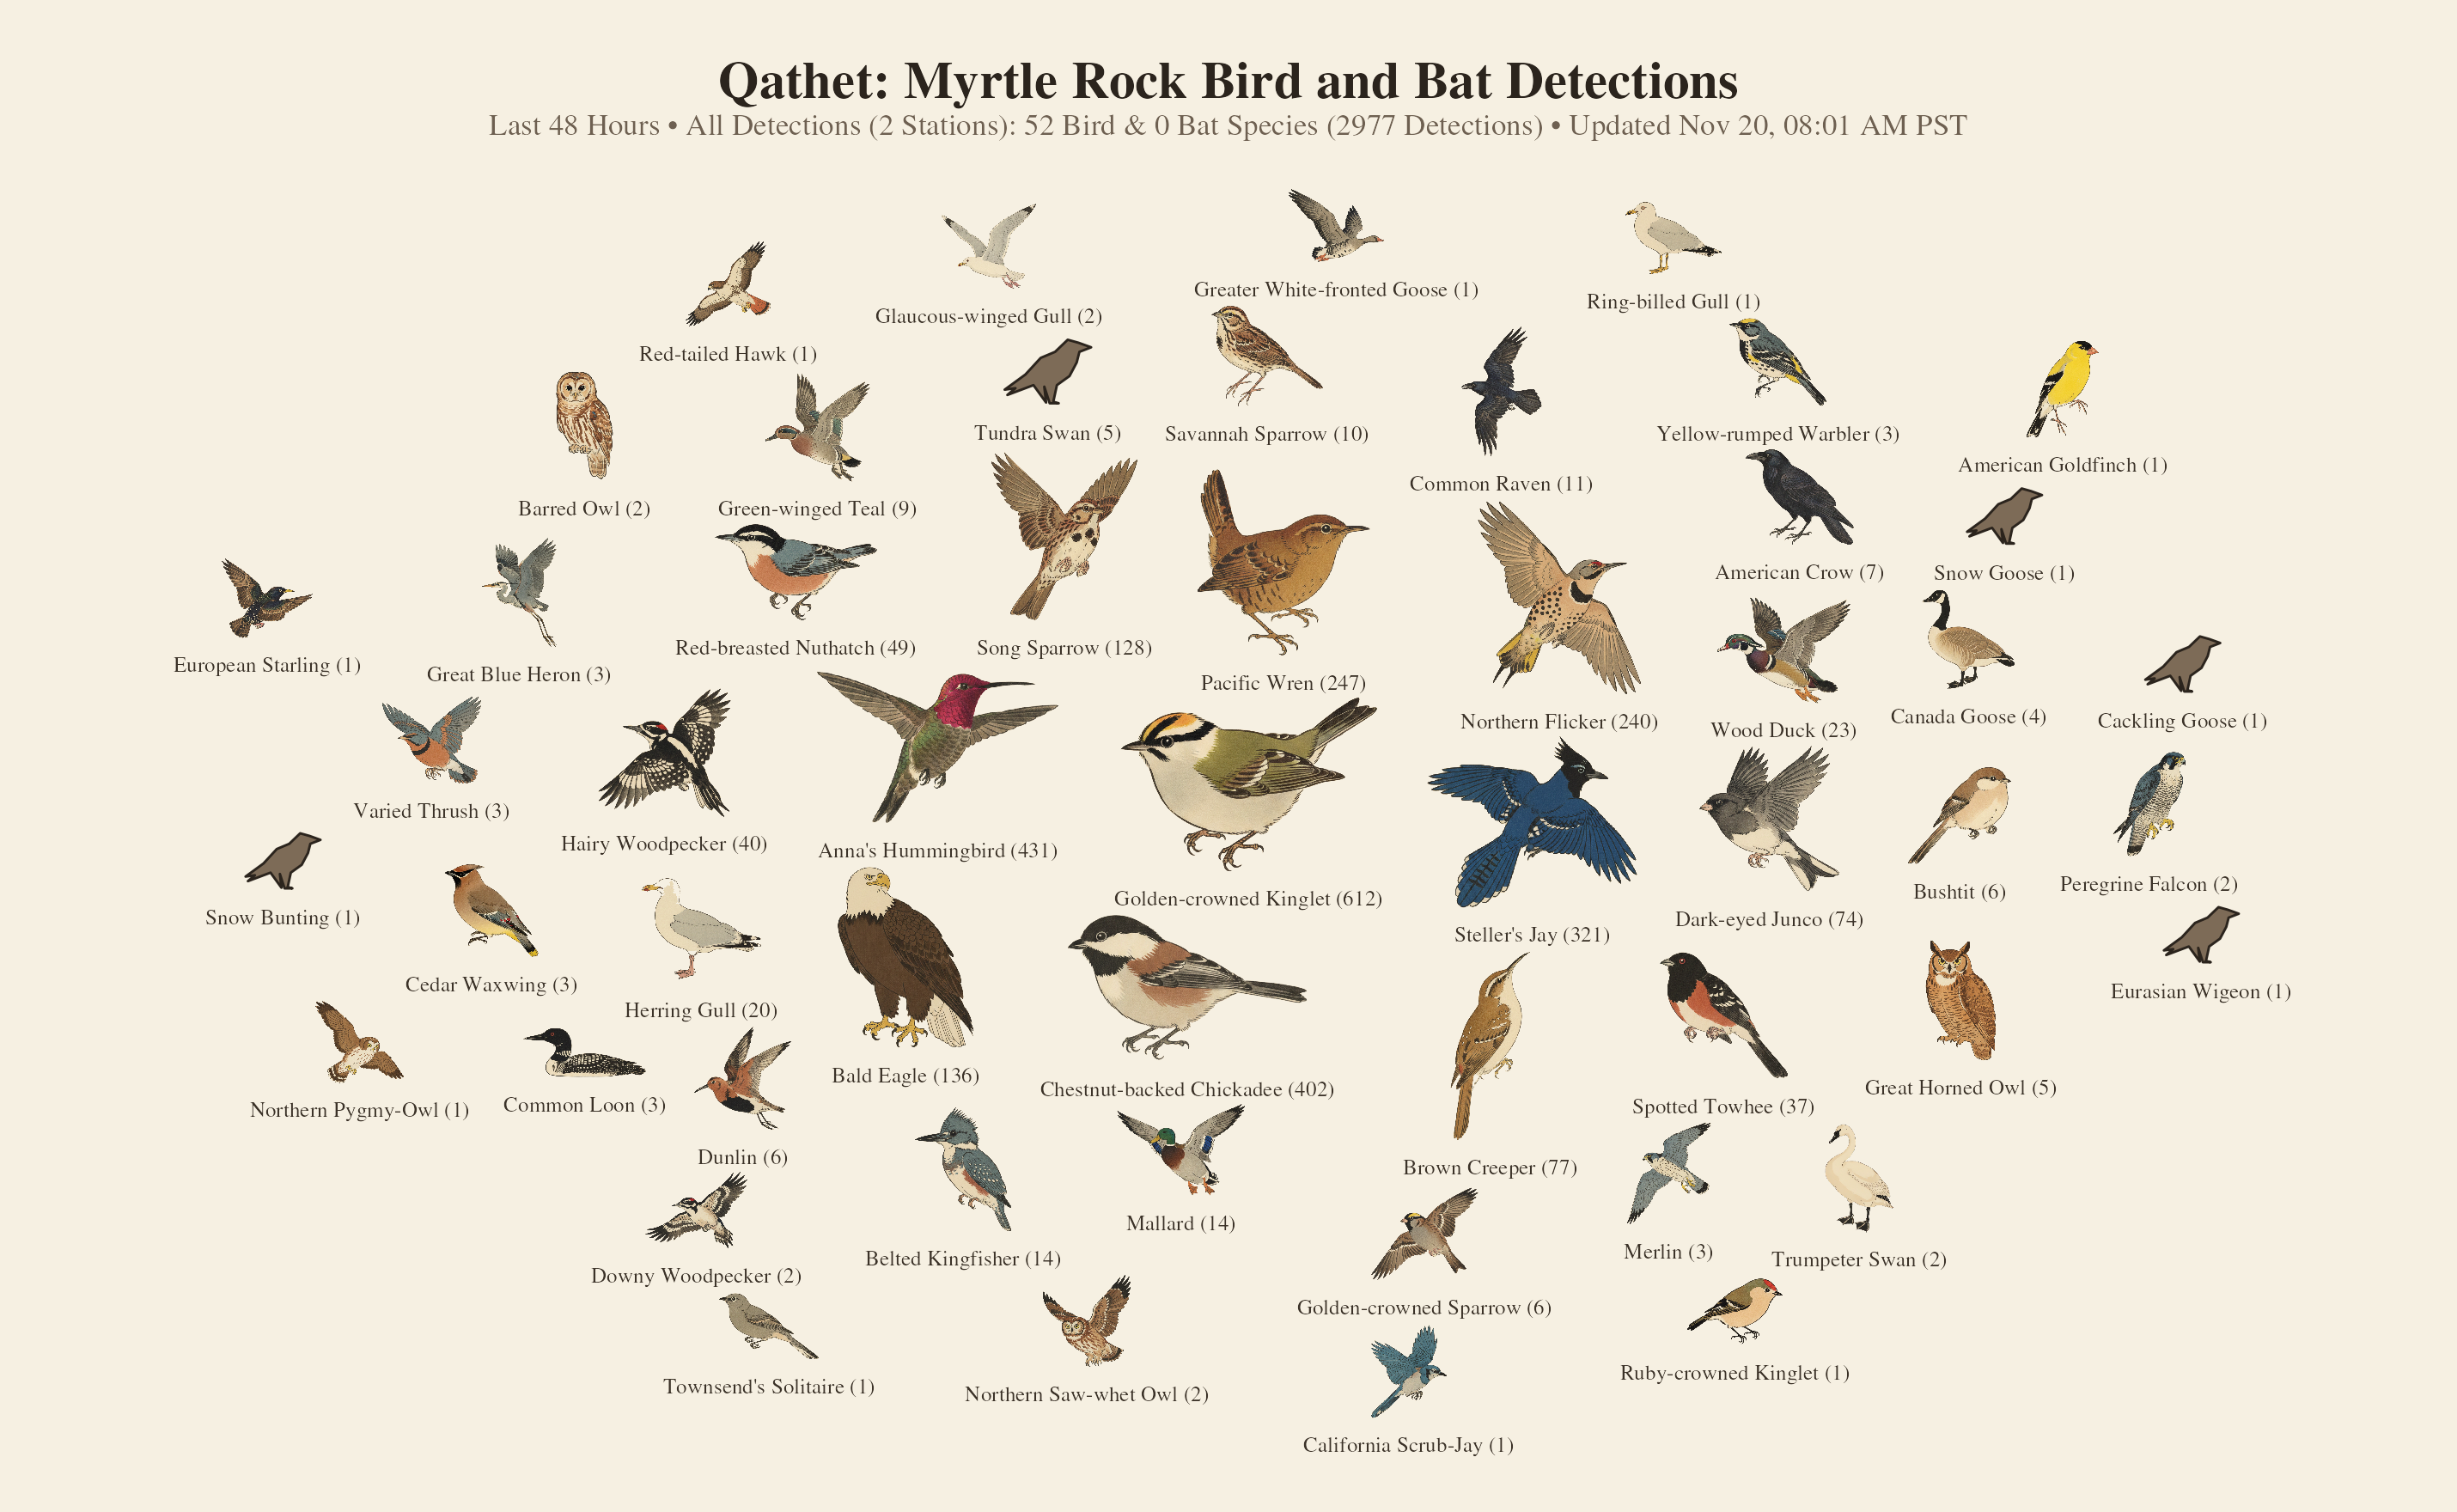 Qathet: Myrtle Rock Bird and Bat Detections
Last 48 Hours • All Detections (2 Stations): 52 Bird & 0 Bat Species (2977 Detections) • Updated Nov 20, 08:01 AM PST
Greater White-fronted Goose (1)
Ring-billed Gull (1)
Glaucous-winged Gull (2)
Red-tailed Hawk (1)
Tundra Swan (5)
Savannah Sparrow (10)
Yellow-rumped Warbler (3)
American Goldfinch (1)
Common Raven (11)
Barred Owl (2)
Green-winged Teal (9)
American Crow (7)
Snow Goose (1)
Red-breasted Nuthatch (49)
Song Sparrow (128)
European Starling (1)
Great Blue Heron (3)
Pacific Wren (247)
Canada Goose (4)
Cackling Goose (1)
Northern Flicker (240)
Wood Duck (23)
Varied Thrush (3)
Hairy Woodpecker (40)
Anna's Hummingbird (431)
Peregrine Falcon (2)
Bushtit (6)
Golden-crowned Kinglet (612)
Snow Bunting (1)
Dark-eyed Junco (74)
Steller's Jay (321)
Cedar Waxwing (3)
Eurasian Wigeon (1)
Herring Gull (20)
Bald Eagle (136)
Great Horned Owl (5)
Chestnut-backed Chickadee (402)
Common Loon (3)
Spotted Towhee (37)
Northern Pygmy-Owl (1)
Dunlin (6)
Brown Creeper (77)
Mallard (14)
Merlin (3)
Belted Kingfisher (14)
Trumpeter Swan (2)
Downy Woodpecker (2)
Golden-crowned Sparrow (6)
Ruby-crowned Kinglet (1)
Townsend's Solitaire (1)
Northern Saw-whet Owl (2)
California Scrub-Jay (1)